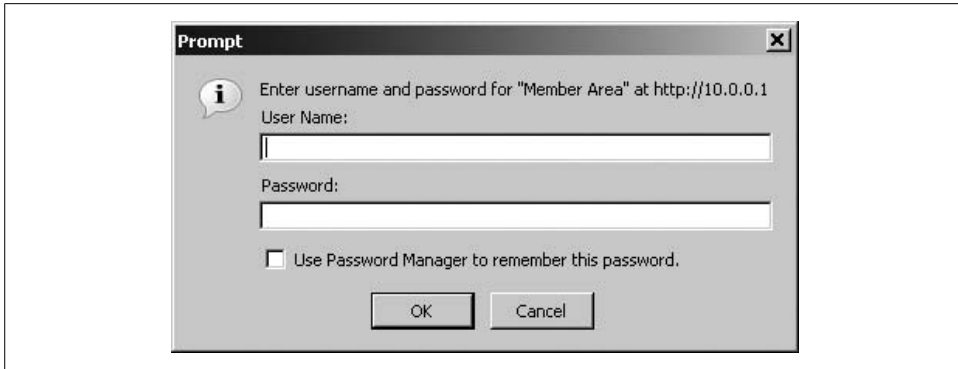 Prompt
Enter username and password for "Member Area" at http://10.0.0.1
User Name:
Password:
Use Password Manager to remember this password.
OK
Cancel